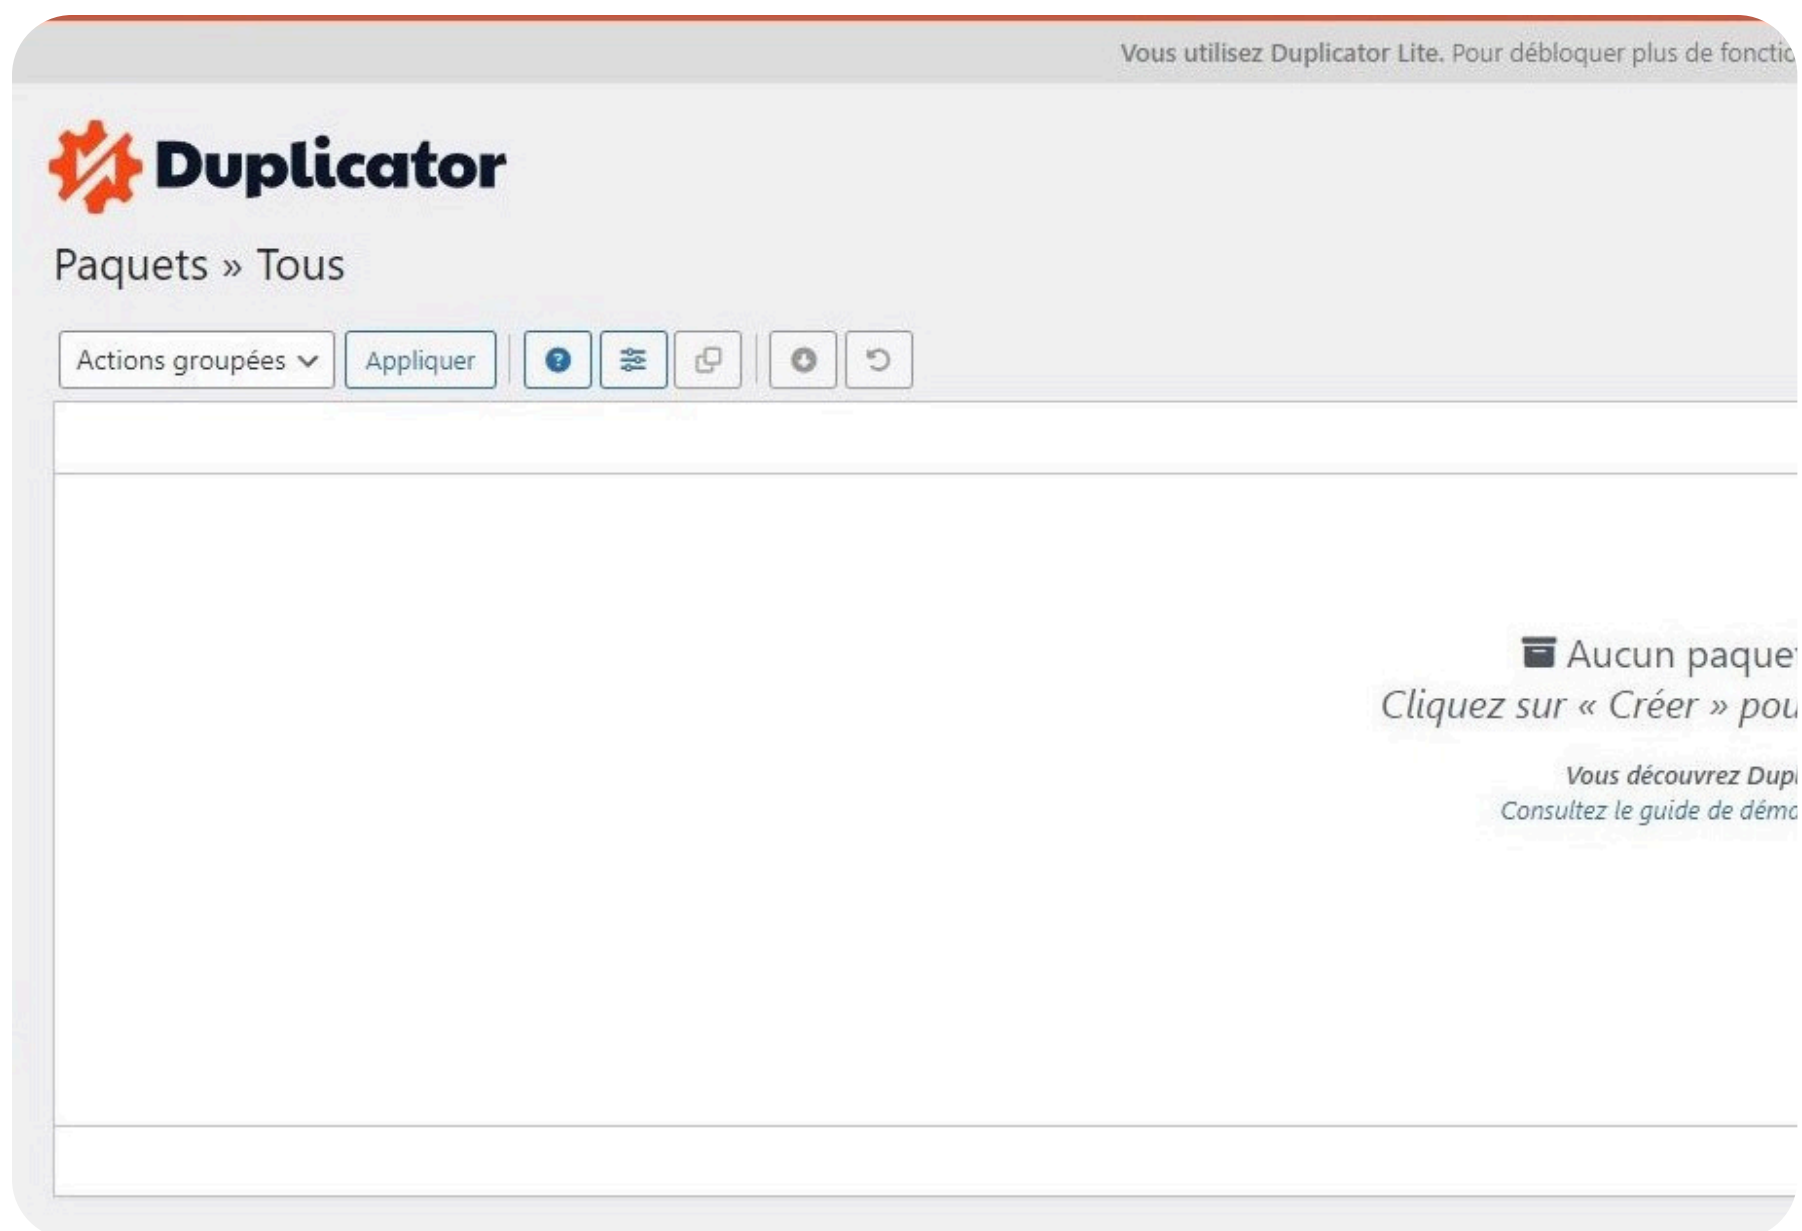 Vous utilisez Duplicator Lite. Pour débloquer plus de
Duplicator
Paquets » Tous
Actions groupées Appliquer
Aucun
Cliquez sur « Créer »
Vous découvrez
Consultez le guide de